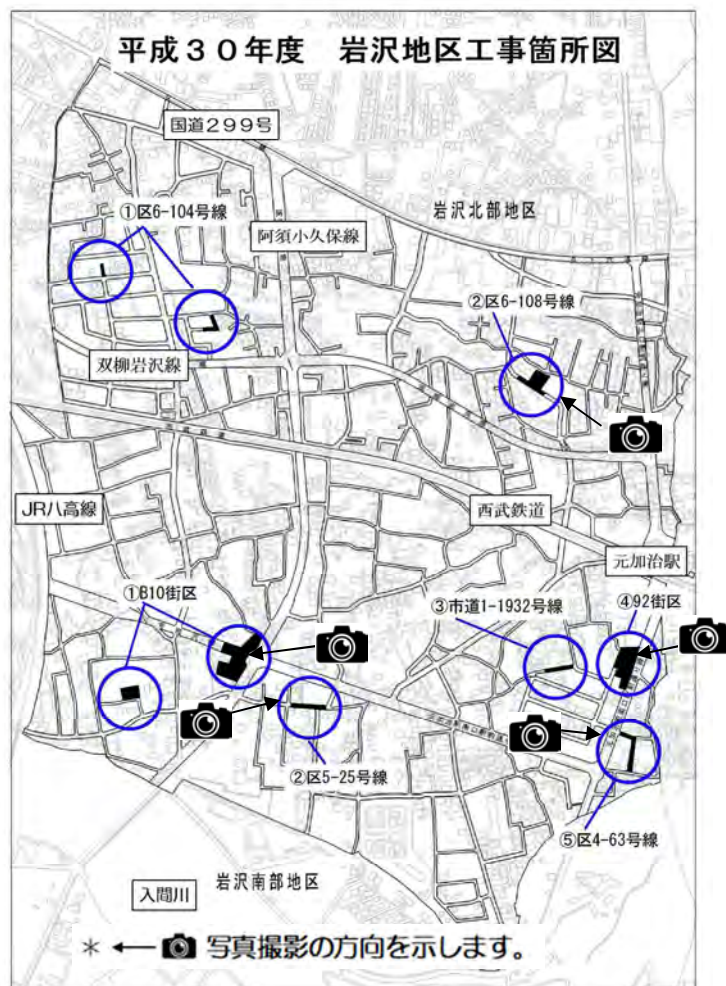 平成３０年度　岩沢地区工事箇所図
国道299号
①区6-104号線
岩沢北部地区
阿須小久保線
②区6-108号線
双柳岩沢線
JR八高線
西武鉄道
元加治駅
①B10街区
③市道1-1932号線
④92街区
②区5-25号線
⑤区4-63号線
岩沢南部地区
入間川
＊ ← 写真撮影の方向を示します。